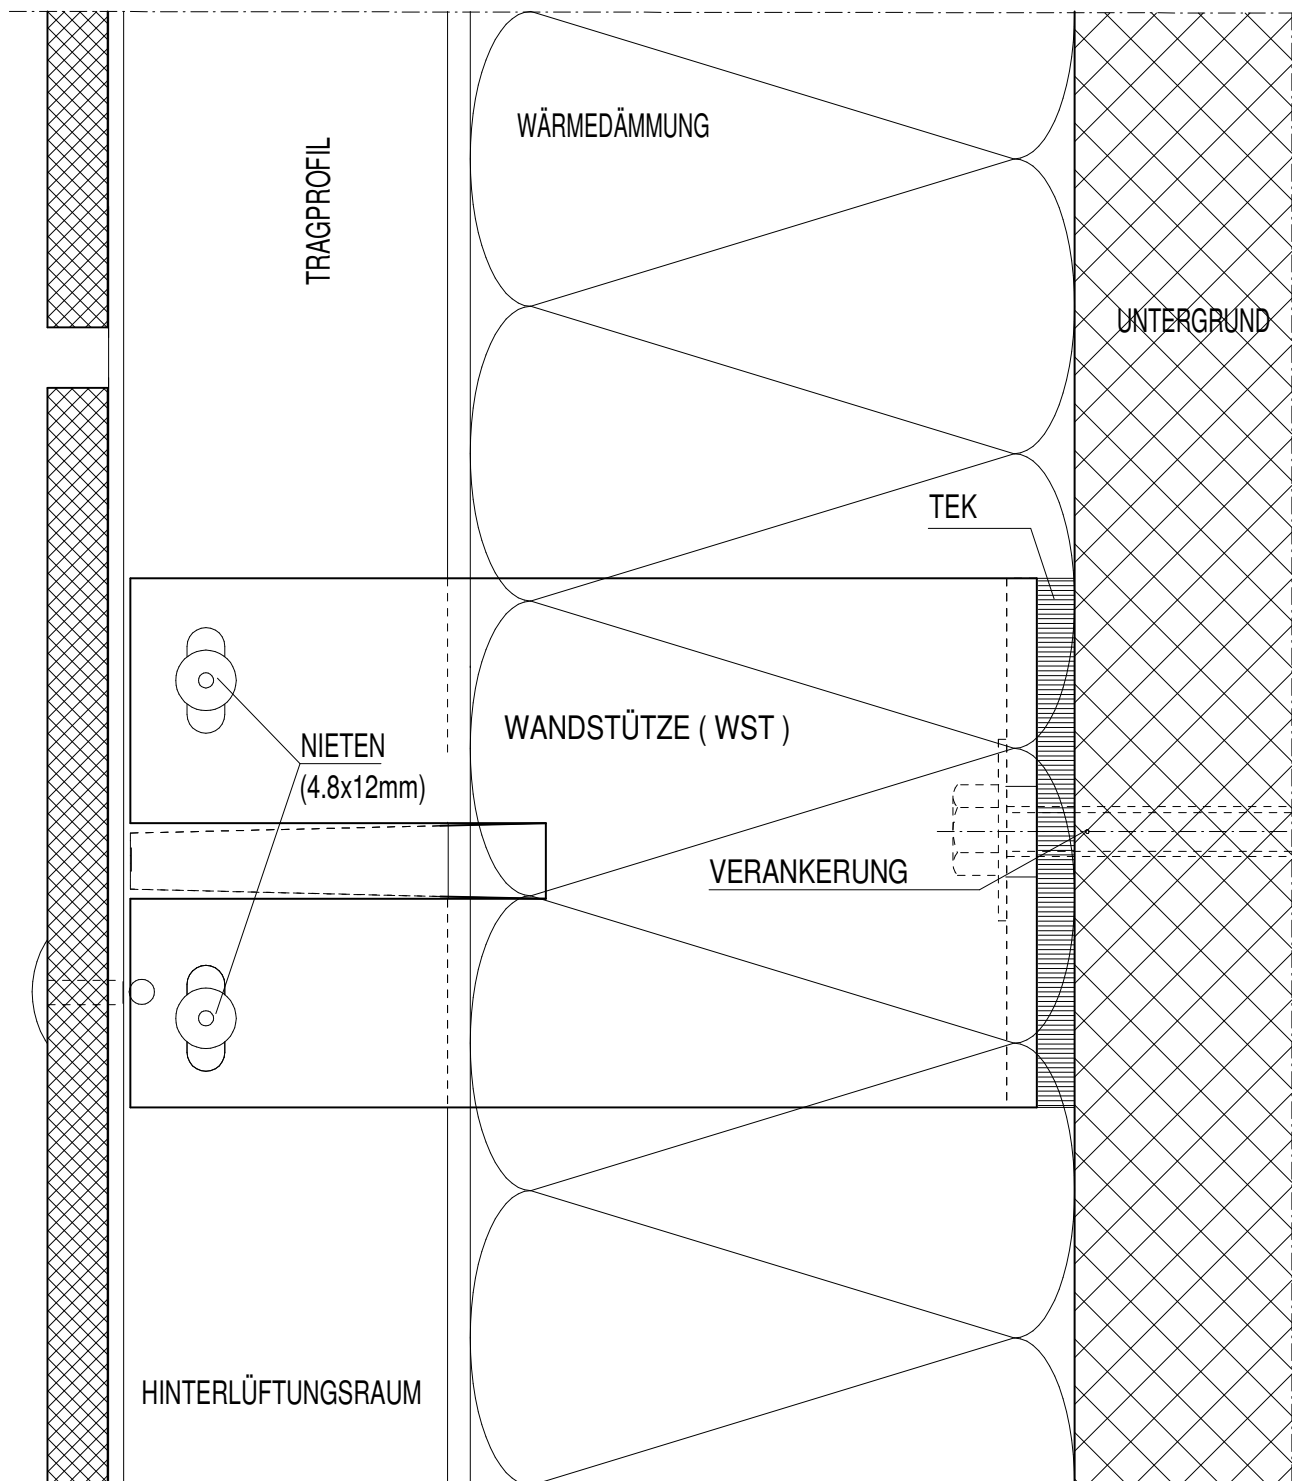 WÄRMEDÄMMUNG
TRAGPROFIL
UNTERGRUND
TEK
WANDSTÜTZE ( WST )
NIETEN
(4.8x12mm)
VERANKERUNG
HINTERLÜFTUNGSRAUM